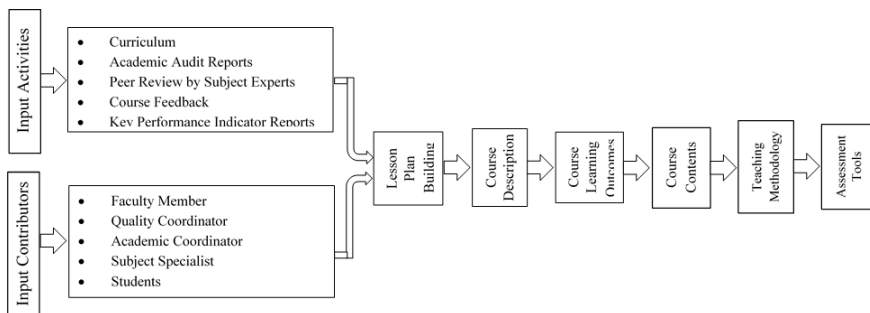 Input Activities
• Curriculum
• Academic Audit Reports
• Peer Review by Subject Experts
• Course Feedback
• Key Performance Indicator Reports
Input Contributors
• Faculty Member
• Quality Coordinator
• Academic Coordinator
• Subject Specialist
• Students
Lesson
Plan
Building
Course
Description
Course
Learning
Outcomes
Course
Contents
Teaching
Methodology
Assessment
Tools